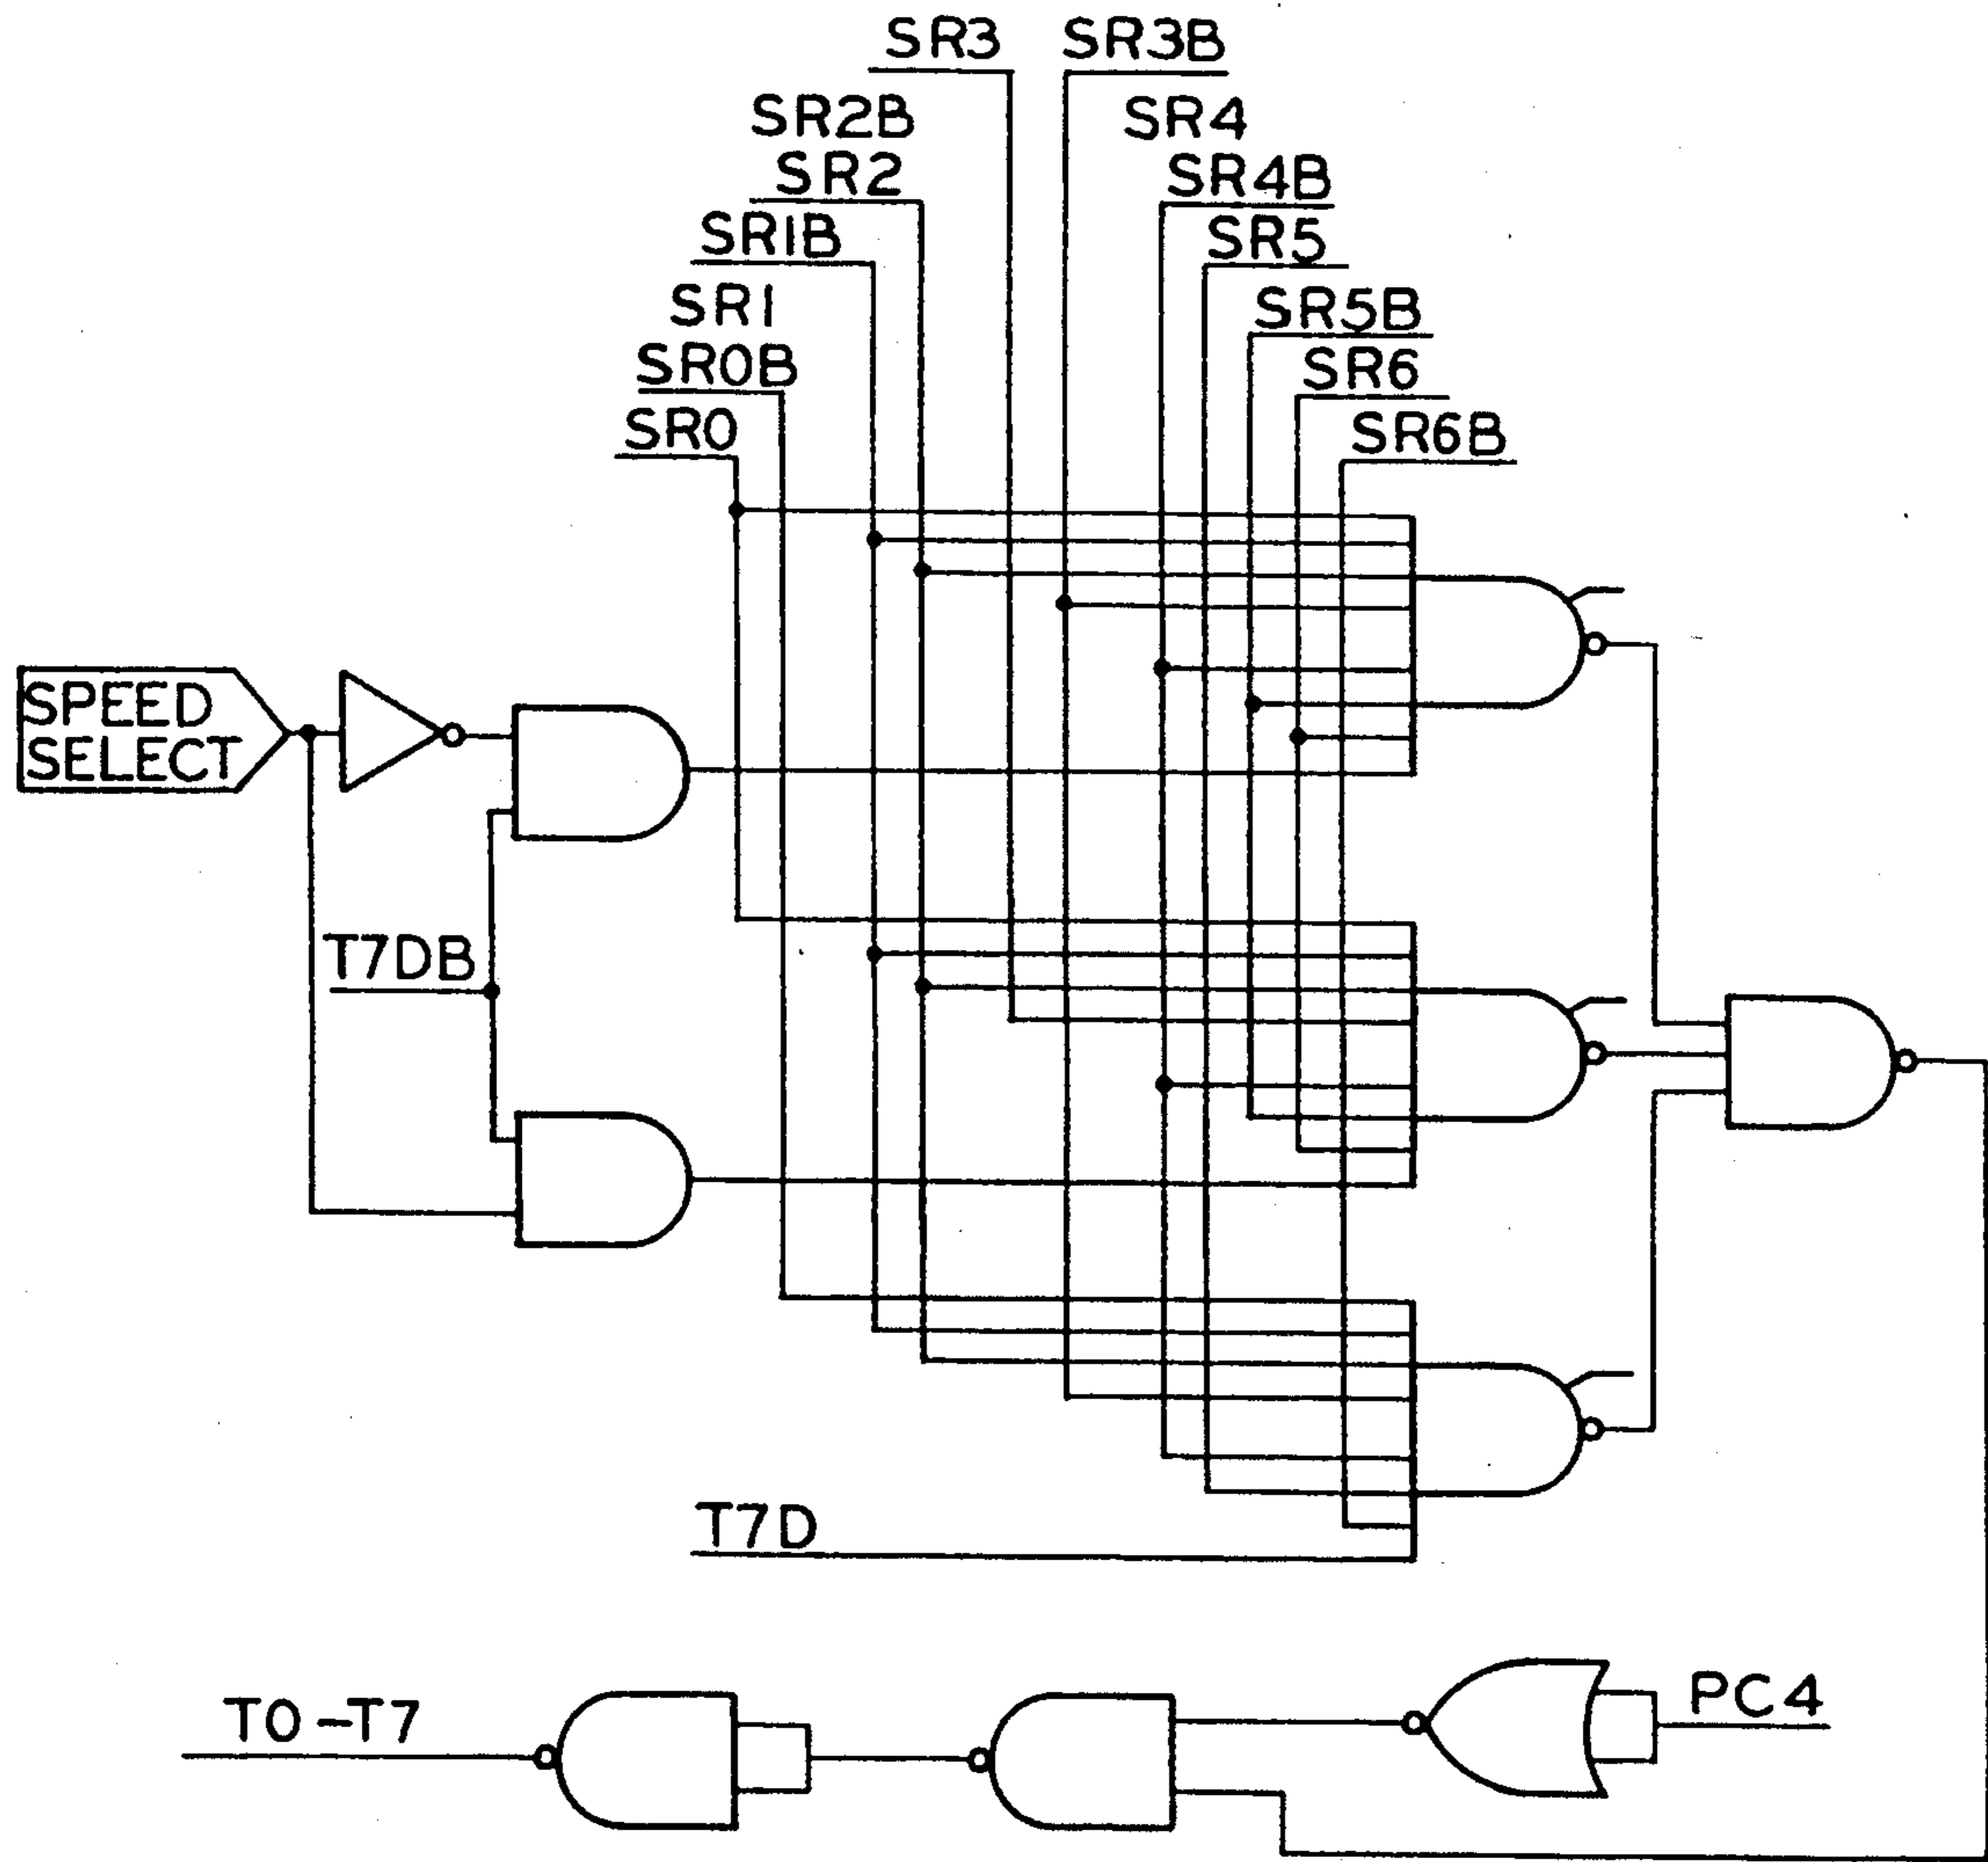 SR3
SR3B
SR2B
SR4
SR2
SR4B
SR1B
SR5
SR1
SR5B
SR0B
SR6
SR0
SR6B
SPEED
SELECT
T7DB
T7D
T0-T7
PC4